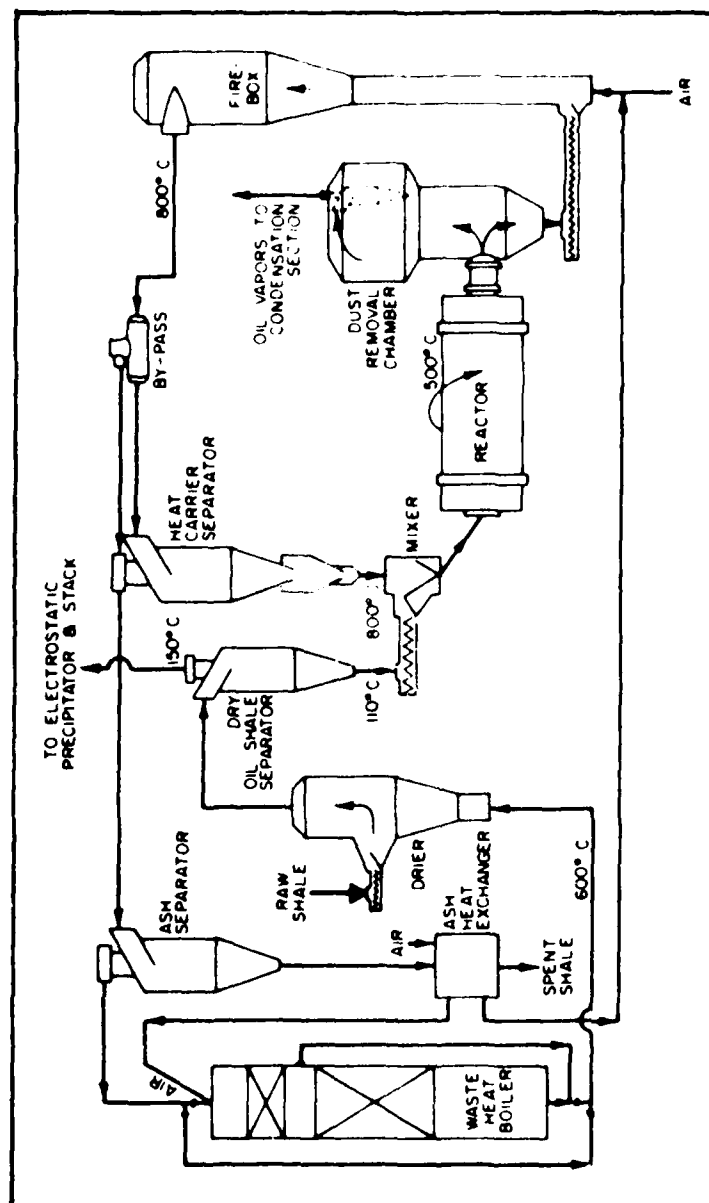 TO ELECTROSTATIC
PRECIPITATOR & STACK
150° C
ASH SEPARATOR
DRY
OIL SHALE
SEPARATOR
HEAT
CARRIER
SEPARATOR
BY-PASS
800° C
FIRE-
BOX
OIL VAPORS TO
CONDENSATION
SECTION
DUST
REMOVAL
CHAMBER
110° C
800°
MIXER
500° C
REACTOR
RAW
SHALE
DRIER
AIR
AIR
ASH
HEAT
EXCHANGER
SPENT
SHALE
WASTE
HEAT
BOILER
600° C
AIR